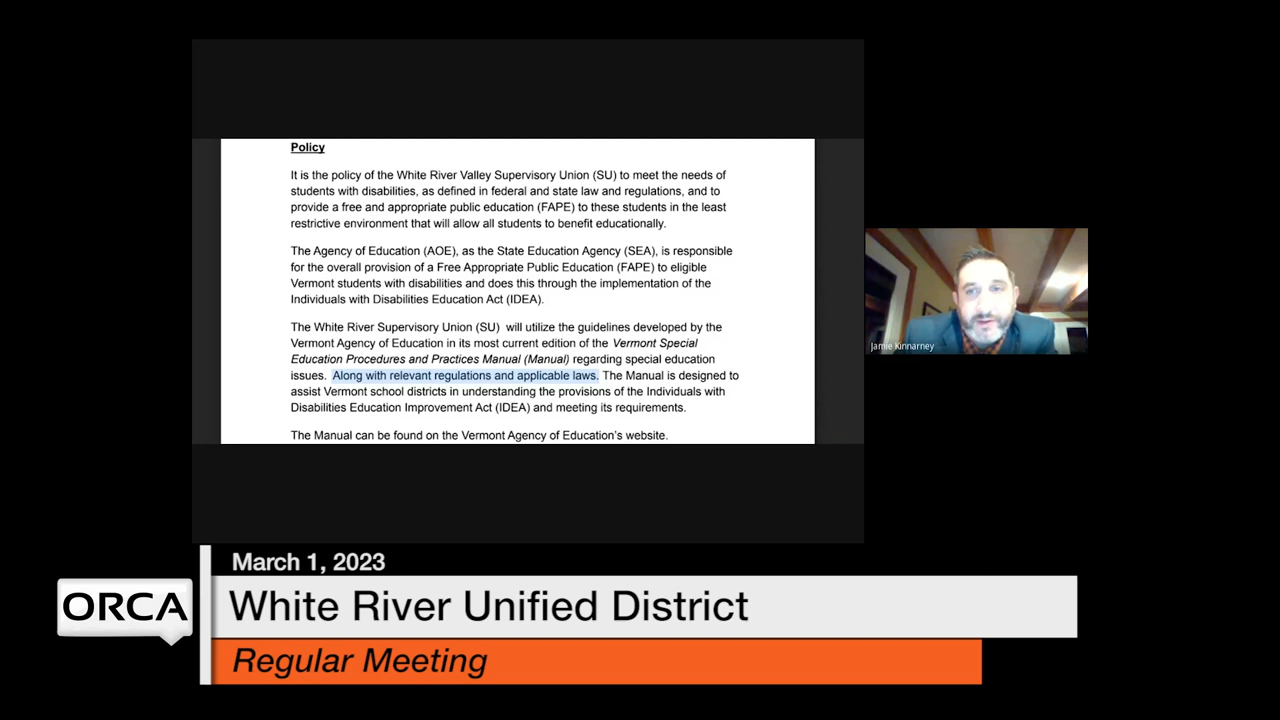 Policy
It is the policy of the White River Valley Supervisory Union (SU) to meet the needs of
students with disabilities, as defined in federal and state law and regulations, and to
provide a free and appropriate public education (FAPE) to these students in the least
restrictive environment that will allow all students to benefit educationally.
The Agency of Education (AOE), as the State Education Agency (SEA), is responsible
for the overall provision of a Free Appropriate Public Education (FAPE) to eligible
Vermont students with disabilities and does this through the implementation of the
Individuals with Disabilities Education Act (IDEA).
The White River Supervisory Union (SU) will utilize the guidelines developed by the
Vermont Agency of Education in its most current edition of the Vermont Special
Education Procedures and Practices Manual (Manual) regarding special education
issues. Along with relevant regulations and applicable laws. The Manual is designed to
assist Vermont school districts in understanding the provisions of the Individuals with
Disabilities Education Improvement Act (IDEA) and meeting its requirements.
The Manual can be found on the Vermont Agency of Education's website.
Jamie Kinnarney
March 1, 2023
ORCA
White River Unified District
Regular Meeting